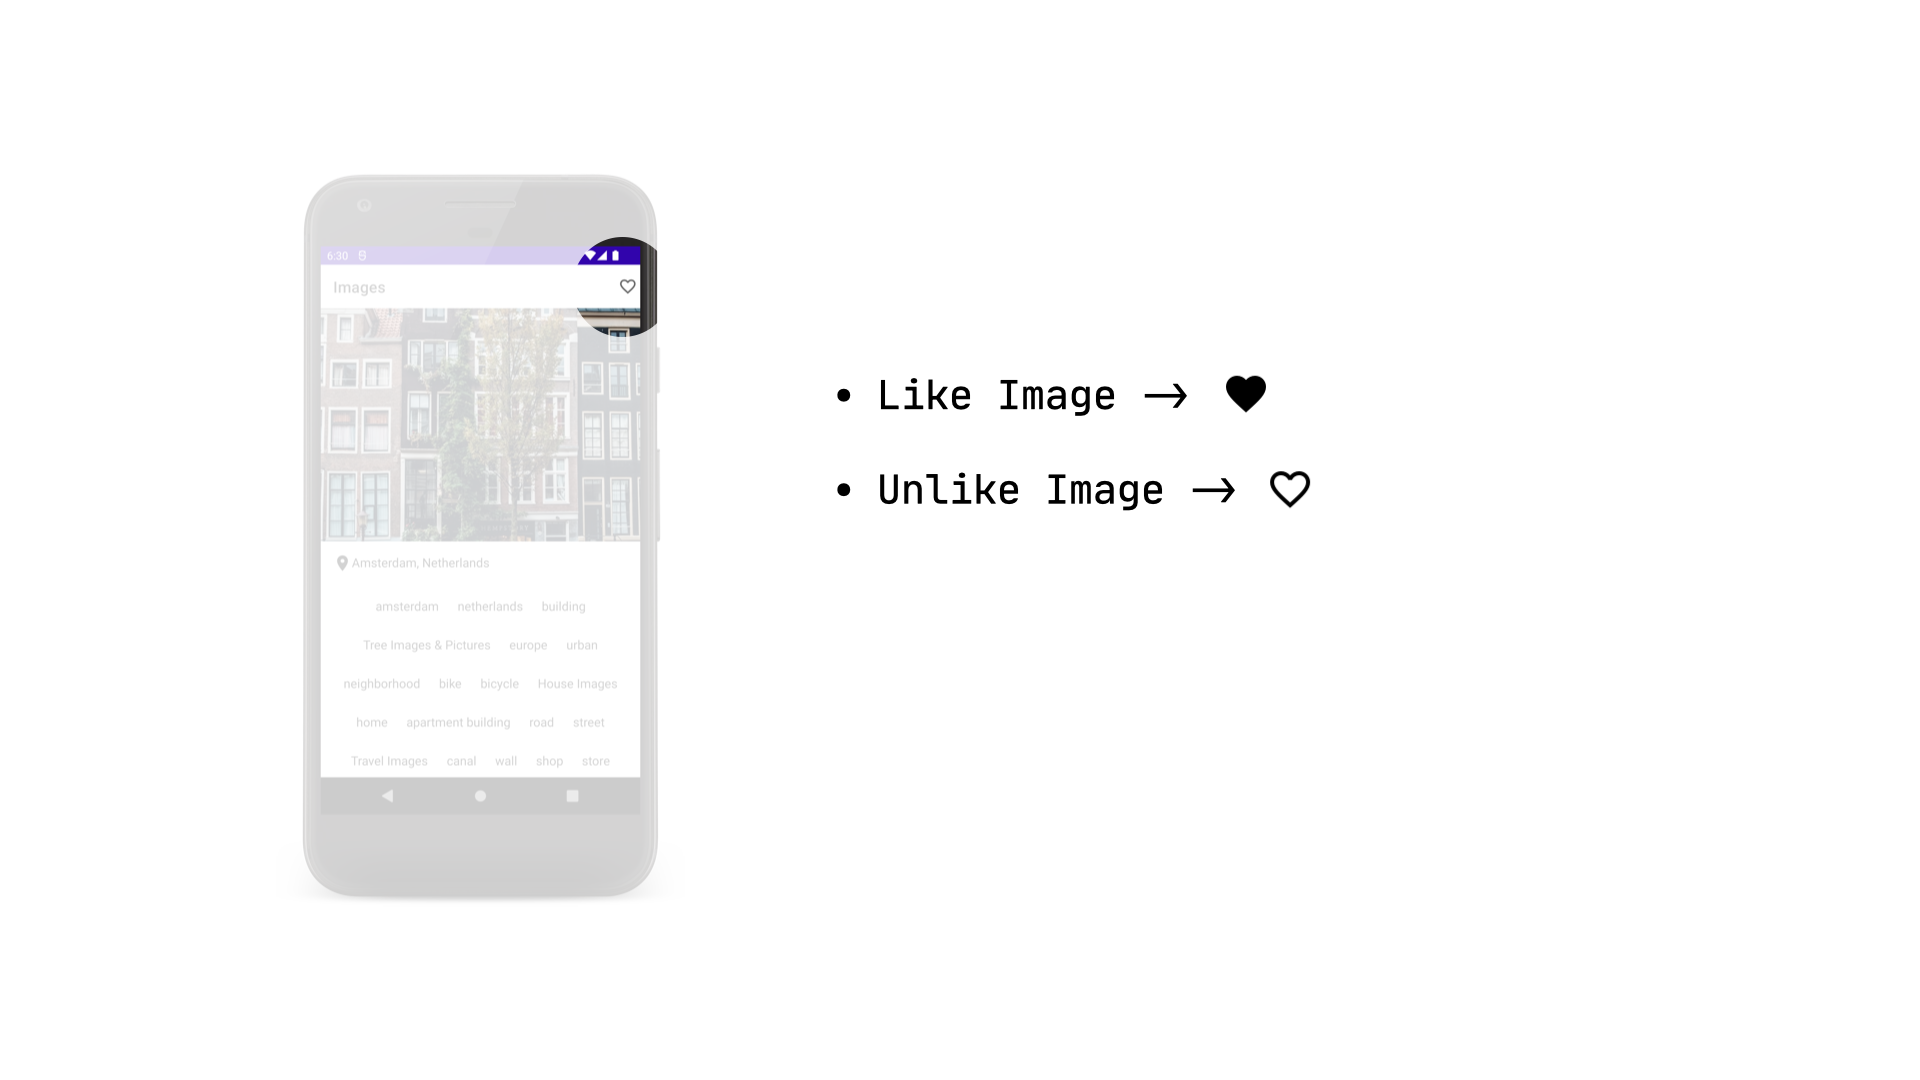 6:30
Images
Amsterdam, Netherlands
amsterdam netherlands building
Tree Images & Pictures europe urban
neighborhood bike bicycle House Images
home apartment building road street
Travel Images canal wall shop store
• Like Image → ♥
• Unlike Image → ♡